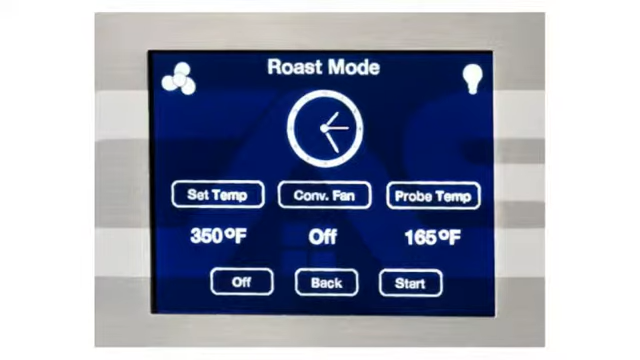 Roast Mode
Set Temp Conv. Fan Probe Temp
350°F Off 165°F
Off Back Start